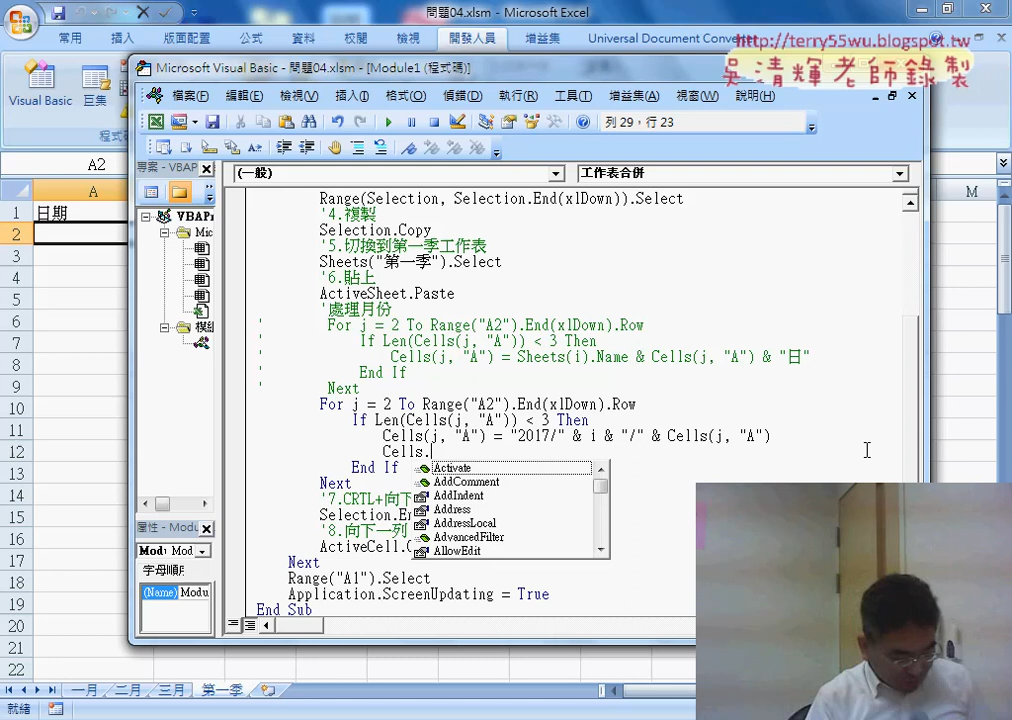 問題04.xlsm - Microsoft Excel
常用 插入 版面配置 公式 資料 校閱 檢視 開發人員 增益集 Universal Document Conve
http://terry55wu.blogspot.tw
吳清輝老師錄製
Visual Basic 巨集
程式碼
Microsoft Visual Basic - 問題04.xlsm - [Module1 (程式碼)]
檔案(F) 編輯(E) 檢視(V) 插入(I) 格式(O) 偵錯(D) 執行(R) 工具(T) 增益集(A) 視窗(W) 說明(H)
列 29，行 23
A2
專案 - VBAP
(一般) 工作表合併
A M
1 日期
2
3
4
5
6
7
8
9
10
11
12
13
14
15
16
17
18
19
20
21
22
VBAPr
Mic
模組
Range(Selection, Selection.End(xlDown)).Select
'4.複製
Selection.Copy
'5.切換到第一季工作表
Sheets("第一季").Select
'6.貼上
ActiveSheet.Paste
'處理月份
' For j = 2 To Range("A2").End(xlDown).Row
' If Len(Cells(j, "A")) < 3 Then
' Cells(j, "A") = Sheets(i).Name & Cells(j, "A") & "日"
' End If
' Next
For j = 2 To Range("A2").End(xlDown).Row
If Len(Cells(j, "A")) < 3 Then
Cells(j, "A") = "2017/" & i & "/" & Cells(j, "A")
Cells.
End If
Next
'7.CRTL+向下
Selection.En
'8.向下一列
ActiveCell.O
Next
Range("A1").Select
Application.ScreenUpdating = True
End Sub
Activate
AddComment
AddIndent
Address
AddressLocal
AdvancedFilter
AllowEdit
屬性 - Modu
Mod Mod
字母順序
(Name) Modu
一月 二月 三月 第一季
就緒